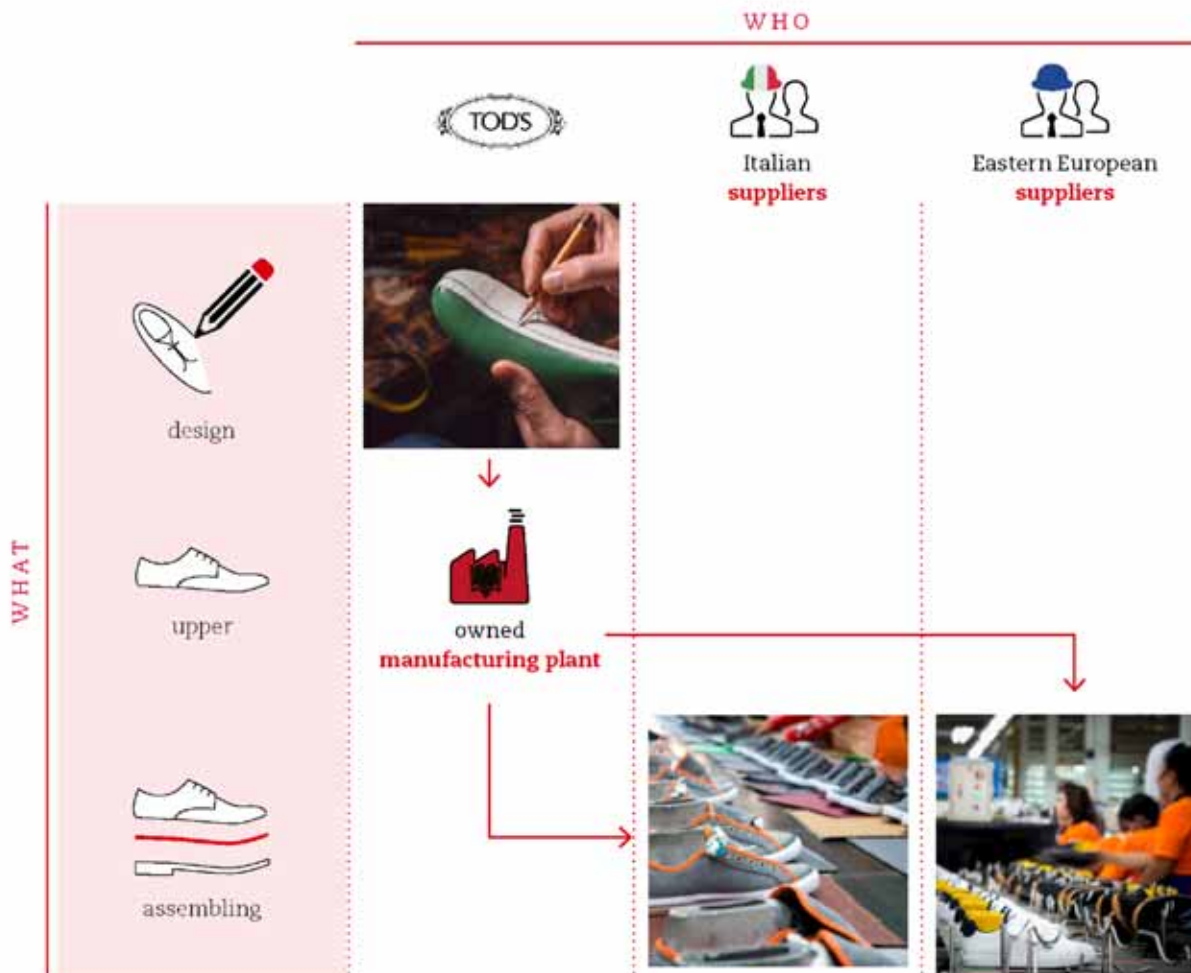 WHO
TOD'S
Italian
suppliers
Eastern European
suppliers
WHAT
design
upper
owned
manufacturing plant
assembling